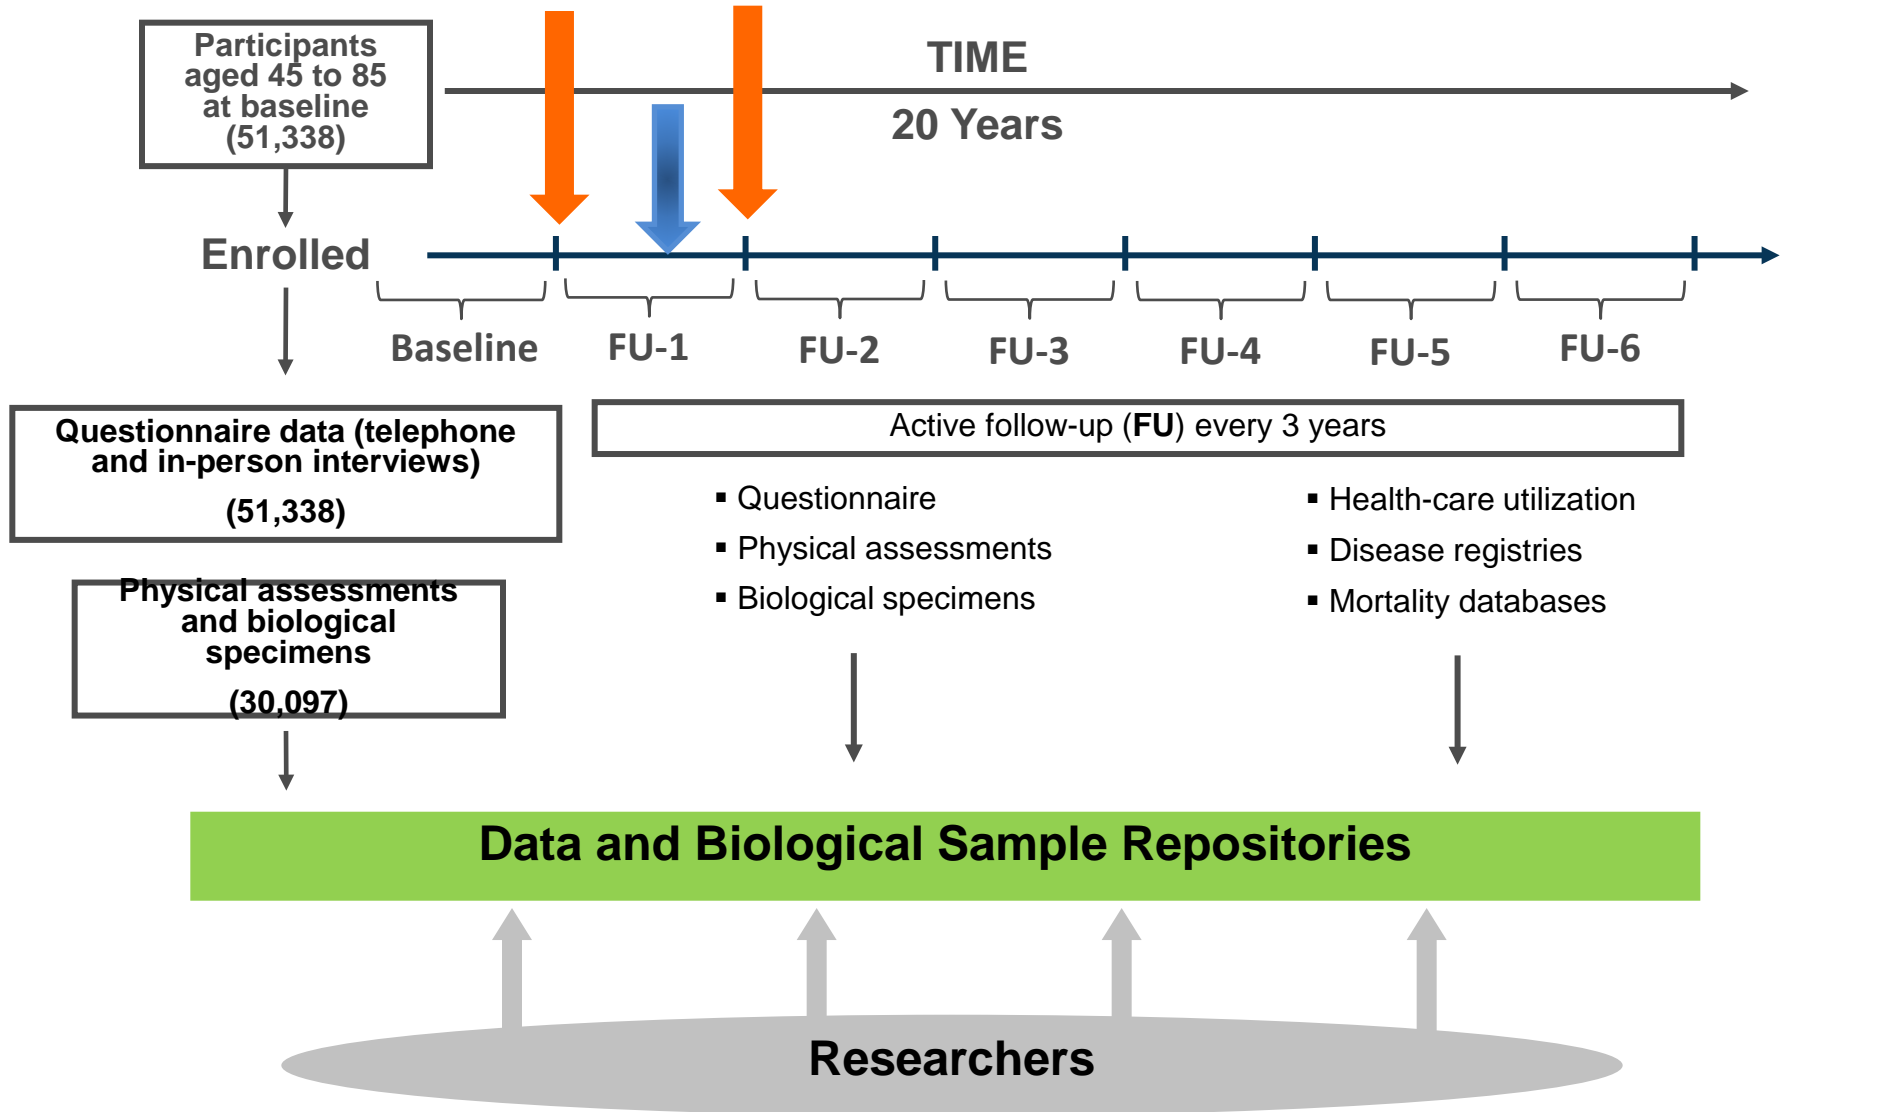 Participants
aged 45 to 85
at baseline
(51,338)
TIME
20 Years
Enrolled
Baseline
FU-1
FU-2
FU-3
FU-4
FU-5
FU-6
Questionnaire data (telephone
and in-person interviews)
(51,338)
Active follow-up (FU) every 3 years
▪ Questionnaire
▪ Physical assessments
▪ Biological specimens
▪ Health-care utilization
▪ Disease registries
▪ Mortality databases
Physical assessments
and biological
specimens
(30,097)
Data and Biological Sample Repositories
Researchers